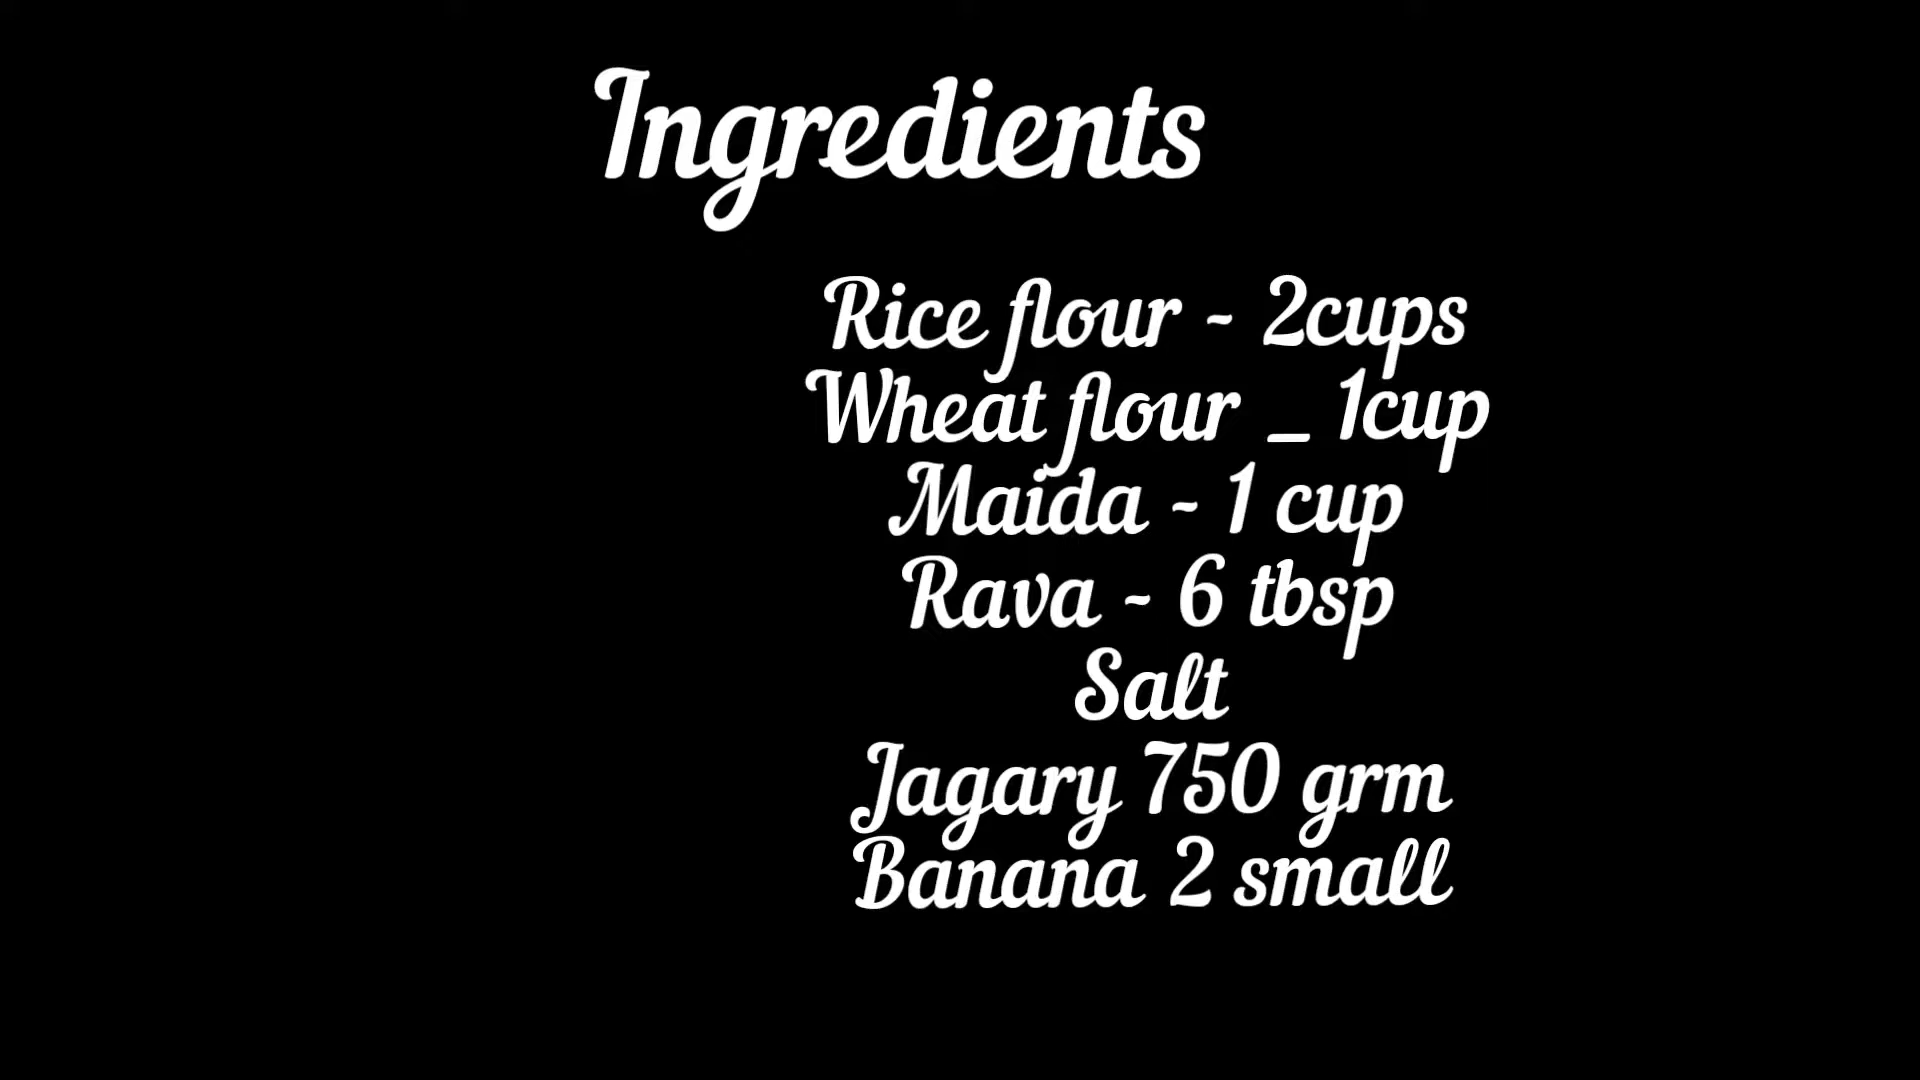 Ingredients
Rice flour - 2cups
Wheat flour _ 1cup
Maida - 1 cup
Rava - 6 tbsp
Salt
Jagary 750 grm
Banana 2 small